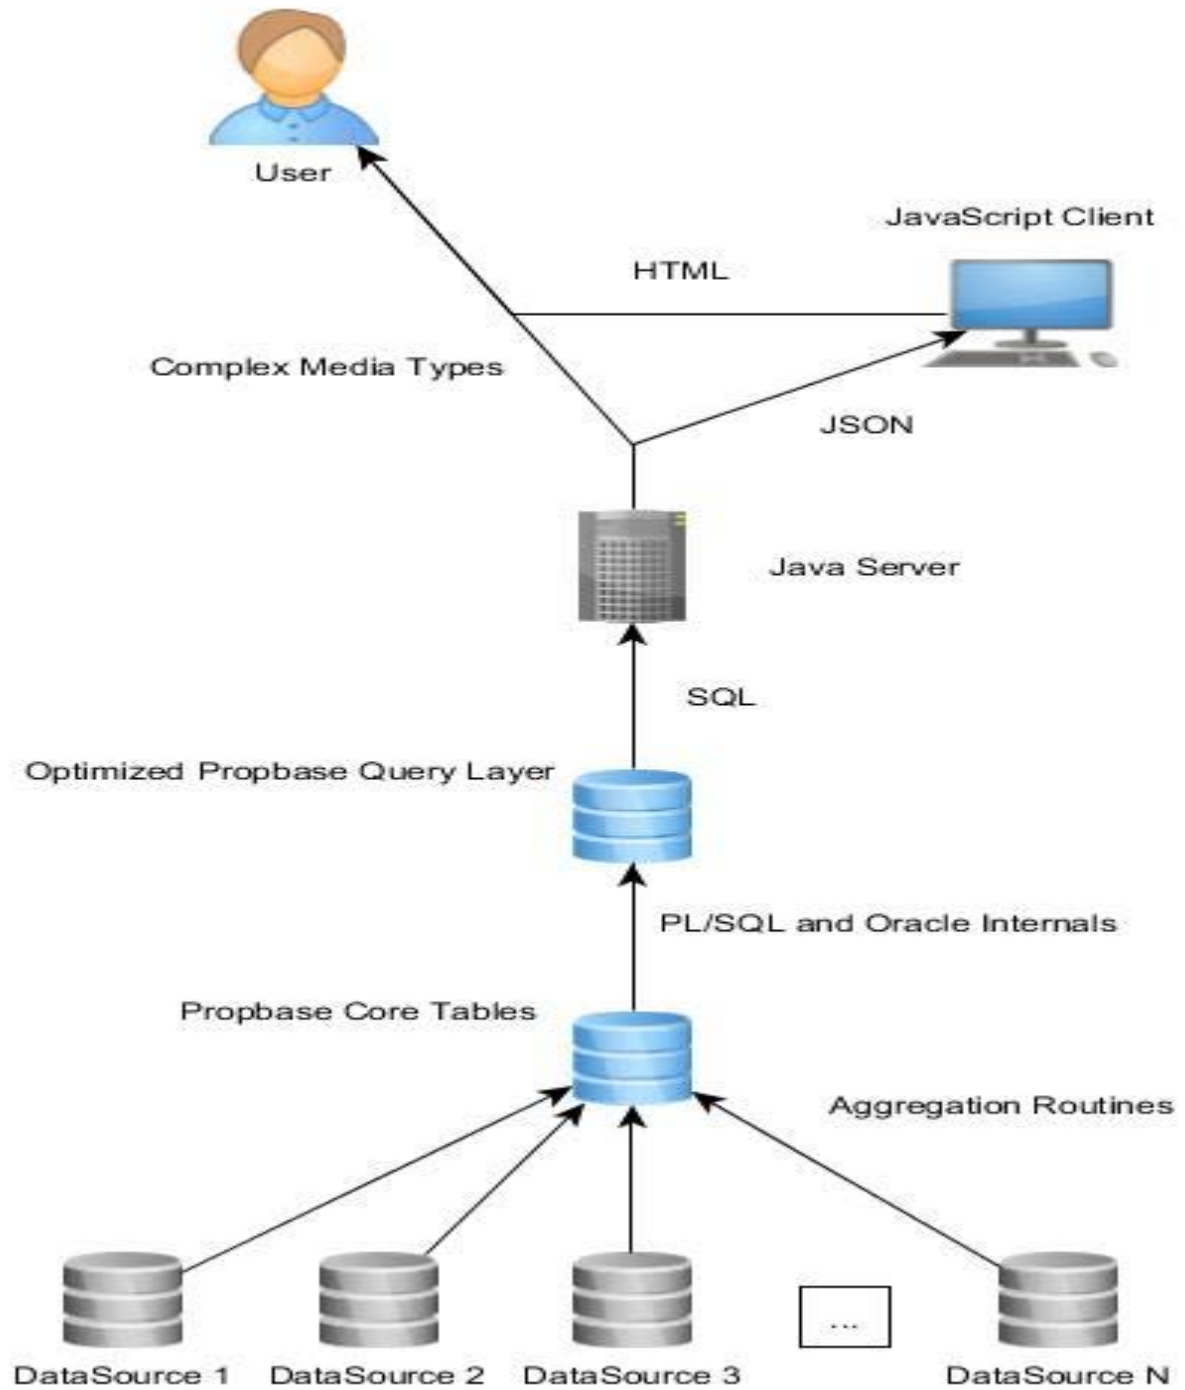 User
JavaScript Client
HTML
Complex Media Types
JSON
Java Server
SQL
Optimized Propbase Query Layer
PL/SQL and Oracle Internals
Propbase Core Tables
Aggregation Routines
...
DataSource 1
DataSource 2
DataSource 3
DataSource N